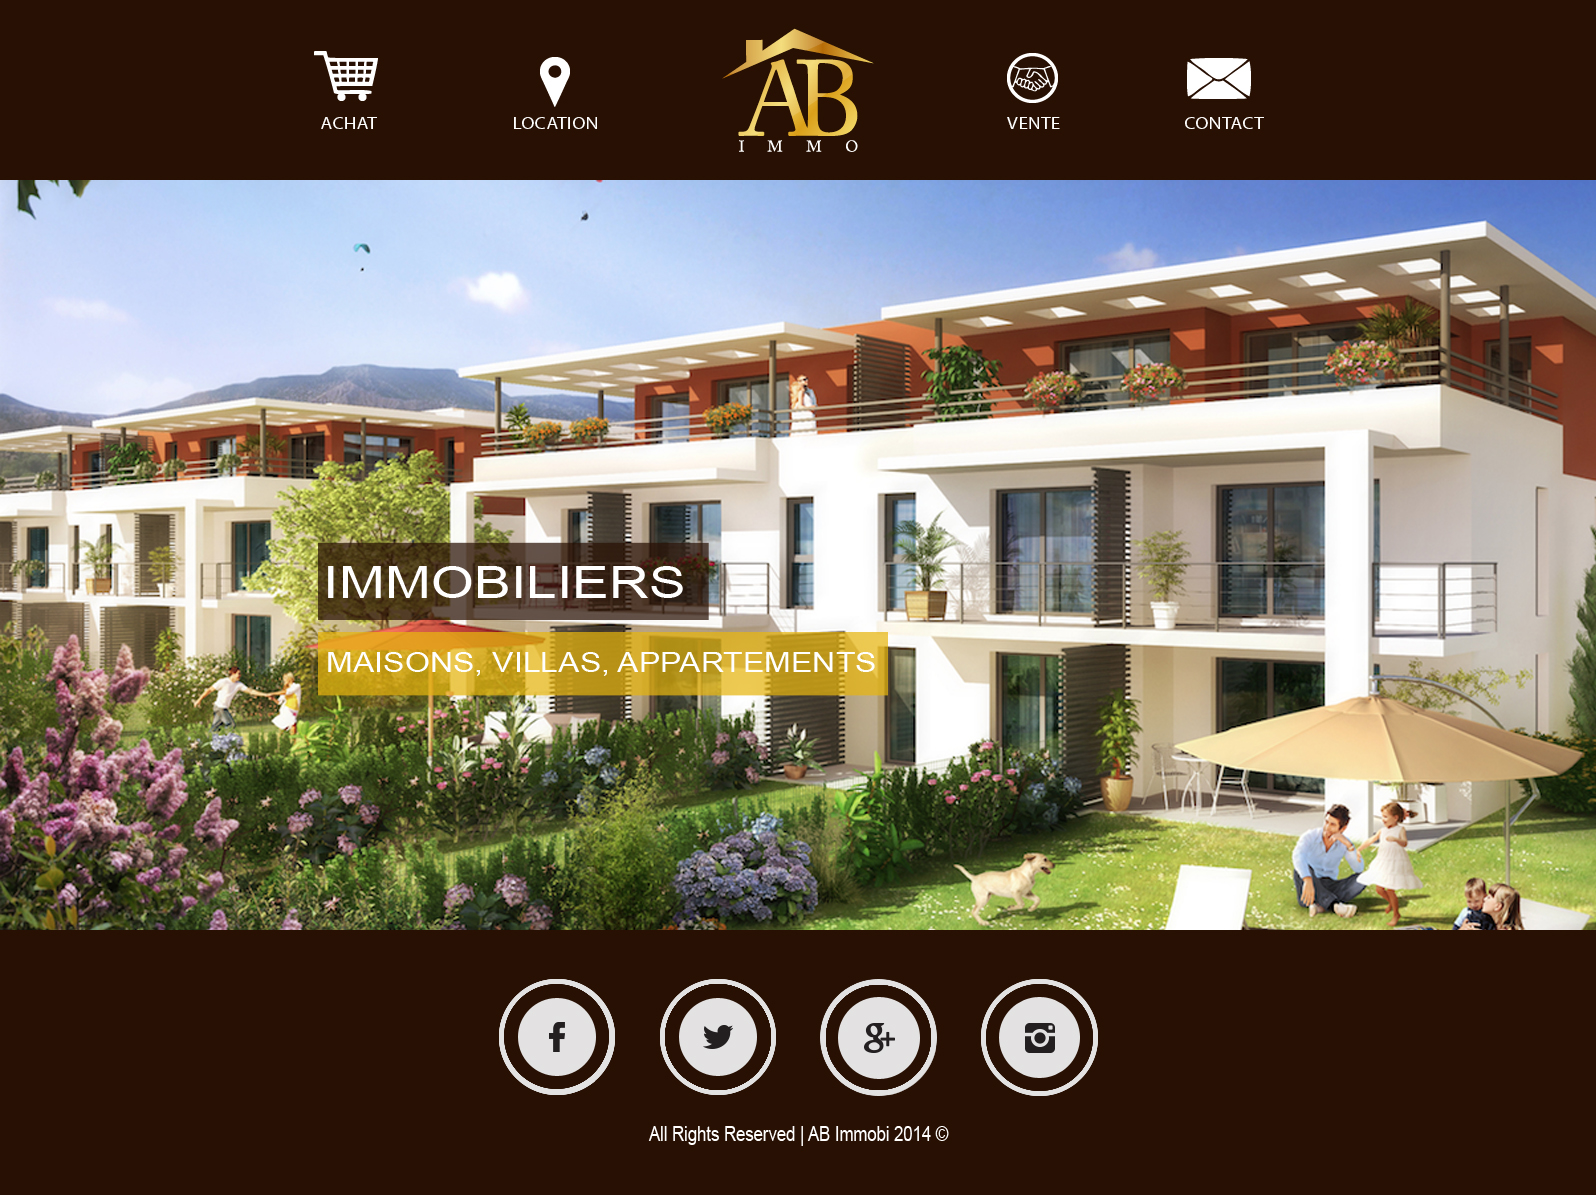 ACHAT
LOCATION
AB
IMMO
VENTE
CONTACT
IMMOBILIERS
MAISONS, VILLAS, APPARTEMENTS
f
g+
All Rights Reserved | AB Immobi 2014 ©